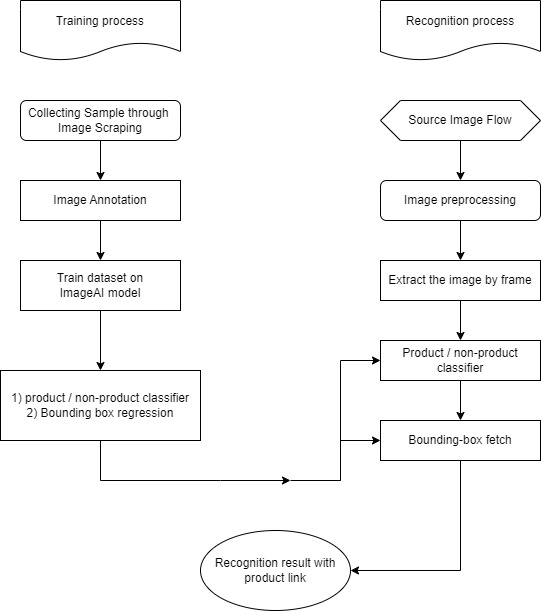 Training process
Recognition process
Collecting Sample through
Image Scraping
Source Image Flow
Image Annotation
Image preprocessing
Train dataset on
ImageAI model
Extract the image by frame
Product / non-product
classifier
1) product / non-product classifier
2) Bounding box regression
Bounding-box fetch
Recognition result with
product link